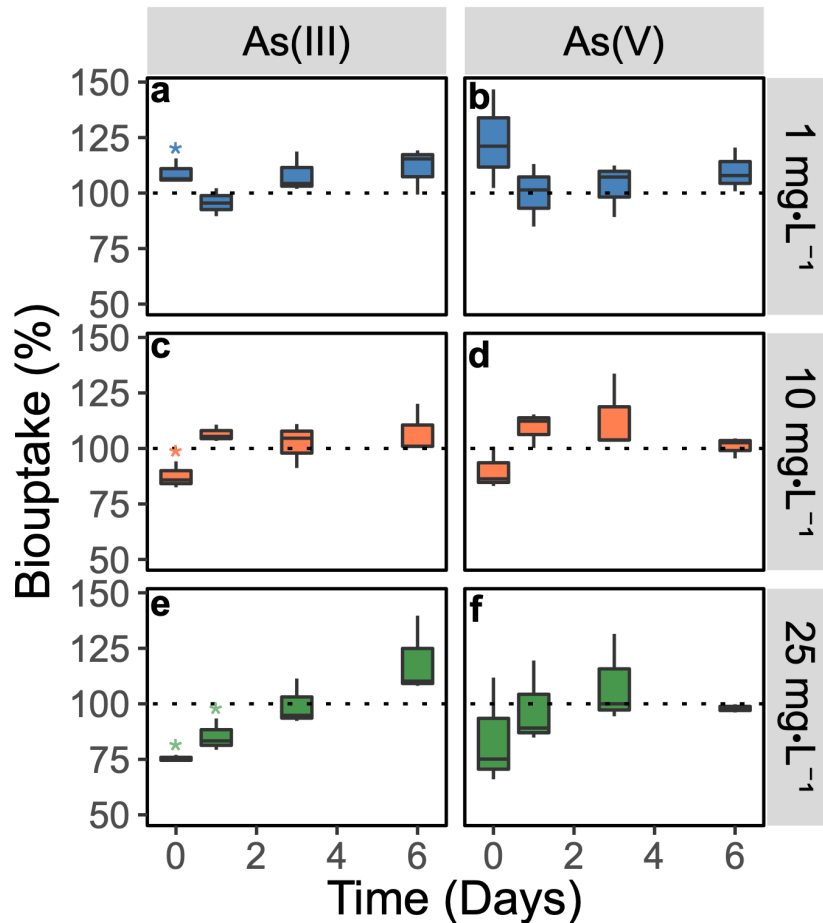 As(III) As(V)
Biouptake (%)
a
b
1 mg·L⁻¹
150
125
100
75
50
*
c
d
10 mg·L⁻¹
150
125
100
75
50
*
e
f
25 mg·L⁻¹
150
125
100
75
50
*
*
0 2 4 6 0 2 4 6
Time (Days)